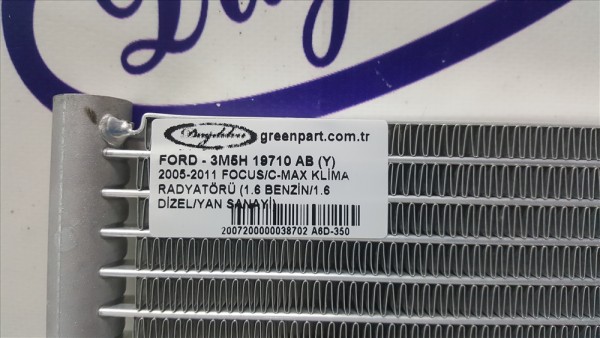 greenpart.com.tr
FORD - 3M5H 19710 AB (Y)
2005-2011 FOCUS/C-MAX KLİMA
RADYATÖRÜ (1.6 BENZİN/1.6
DİZEL/YAN SANAYİ)
2007200000038702 A6D-350